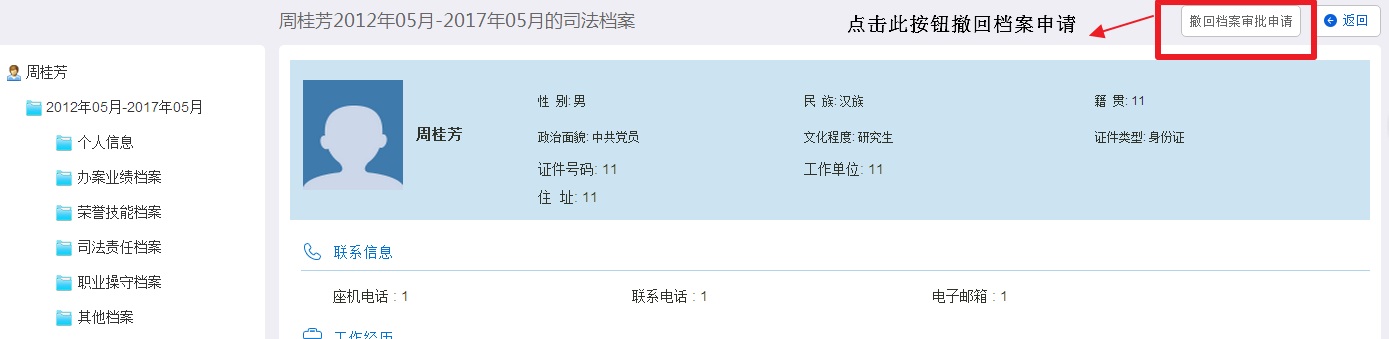 周桂芳2012年05月-2017年05月的司法档案
点击此按钮撤回档案申请
撤回档案审批申请
返回
周桂芳
2012年05月-2017年05月
个人信息
办案业绩档案
荣誉技能档案
司法责任档案
职业操守档案
其他档案
周桂芳
性 别: 男
民 族: 汉族
籍 贯: 11
政治面貌: 中共党员
文化程度: 研究生
证件类型: 身份证
证件号码: 11
工作单位: 11
住 址: 11
联系信息
座机电话 : 1
联系电话 : 1
电子邮箱 : 1
工作经历